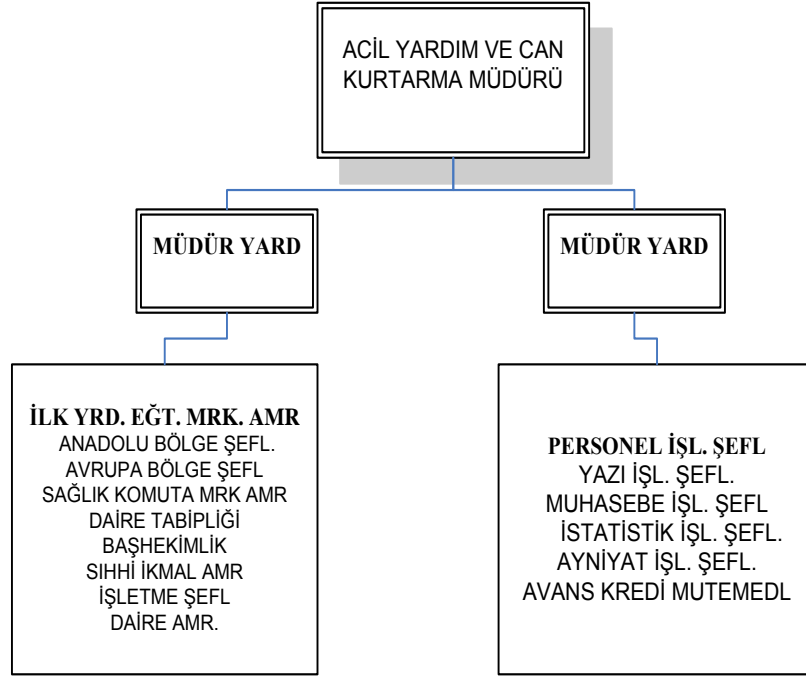 ACİL YARDIM VE CAN
KURTARMA MÜDÜRÜ
MÜDÜR YARD
MÜDÜR YARD
İLK YRD. EĞT. MRK. AMR
ANADOLU BÖLGE ŞEFL.
AVRUPA BÖLGE ŞEFL
SAĞLIK KOMUTA MRK AMR
DAİRE TABİPLİĞİ
BAŞHEKİMLİK
SIHHİ İKMAL AMR
İŞLETME ŞEFL
DAİRE AMR.
PERSONEL İŞL. ŞEFL
YAZI İŞL. ŞEFL.
MUHASEBE İŞL. ŞEFL
İSTATİSTİK İŞL. ŞEFL.
AYNİYAT İŞL. ŞEFL.
AVANS KREDİ MUTEMEDL